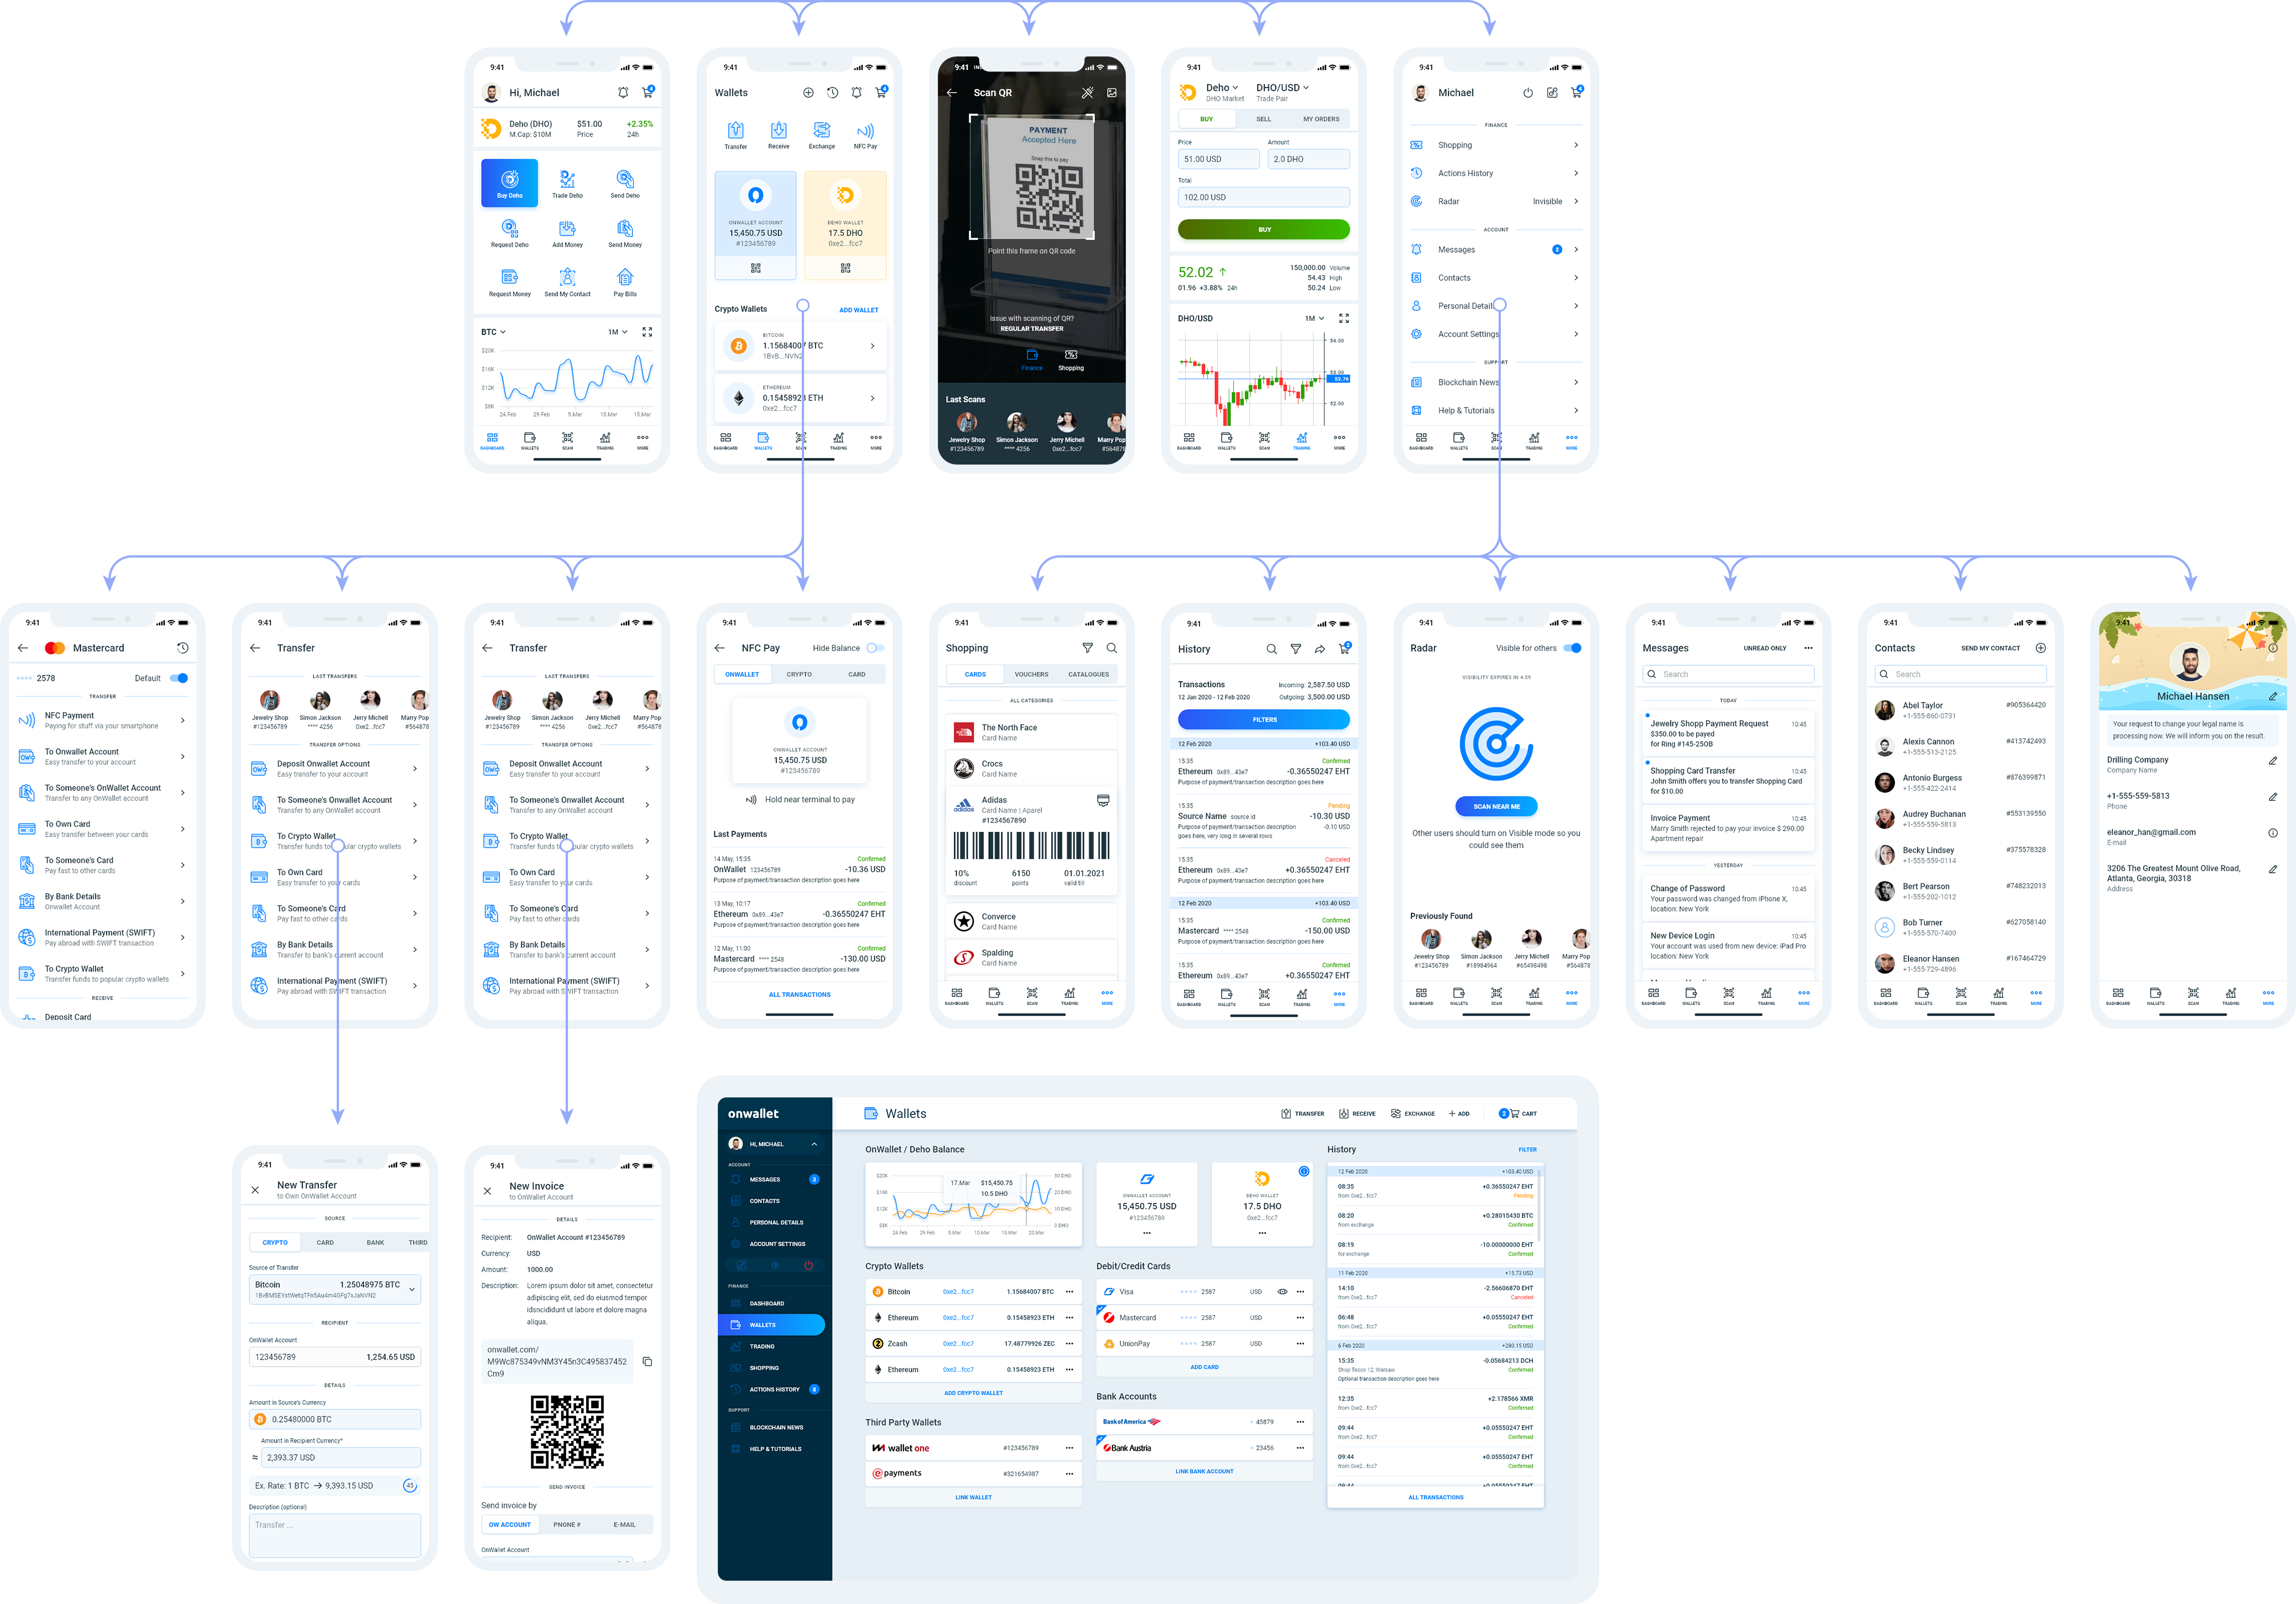 9:41
Hi, Michael
4
Deho (DHO) $51.00 +2.35%
M.Cap: $10M Price 24h
Buy Deho Trade Deho Send Deho
Request Deho Add Money Send Money
Request Money Send My Contact Pay Bills
BTC 1M
$20K
$16K
$12K
$8K
24 Feb 29 Feb 5.Mar 10.Mar 15.Mar
DASHBOARD WALLETS SCAN TRADING MORE
9:41
Wallets
4
Transfer Receive Exchange NFC Pay
ONWALLET ACCOUNT
15,450.75 USD
#123456789
DEHO WALLET
17.5 DHO
0xe2...fcc7
Crypto Wallets ADD WALLET
BITCOIN
1.15684007 BTC
1BvB...NVN2
ETHEREUM
0.15458923 ETH
0xe2...fcc7
DASHBOARD WALLETS SCAN TRADING MORE
9:41
Scan QR
PAYMENT
Accepted Here
Snap this to pay
Point this frame on QR code
Issue with scanning of QR?
REGULAR TRANSFER
Finance Shopping
Last Scans
Jewelry Shop Simon Jackson Jerry Michell Marry Pop
#123456789 **** 4256 0xe2...fcc7 #564878
9:41
Deho DHO/USD
DHO Market Trade Pair
BUY SELL MY ORDERS
Price Amount
51.00 USD 2.0 DHO
Total
102.00 USD
BUY
52.02 150,000.00 Volume
54.43 High
01.96 +3.88% 24h 50.24 Low
DHO/USD 1M
54.00
53.00
52.76
52.00
DASHBOARD WALLETS SCAN TRADING MORE
9:41
Michael
4
FINANCE
Shopping
Actions History
Radar Invisible
ACCOUNT
Messages 2
Contacts
Personal Details
Account Settings
SUPPORT
Blockchain News
Help & Tutorials
DASHBOARD WALLETS SCAN TRADING MORE
9:41
Mastercard
2578 Default
TRANSFER
NFC Payment
Paying for stuff via your smartphone
To Onwallet Account
Easy transfer to your account
To Someone's OnWallet Account
Transfer to any OnWallet account
To Own Card
Easy transfer between your cards
To Someone's Card
Pay fast to other cards
By Bank Details
Onwallet Account
International Payment (SWIFT)
Pay abroad with SWIFT transaction
To Crypto Wallet
Transfer funds to popular crypto wallets
RECEIVE
Deposit Card
9:41
Transfer
LAST TRANSFERS
Jewelry Shop Simon Jackson Jerry Michell Marry Pop
#123456789 **** 4256 0xe2...fcc7 #564878
TRANSFER OPTIONS
Deposit Onwallet Account
Easy transfer to your account
To Someone's Onwallet Account
Transfer to any OnWallet account
To Crypto Wallet
Transfer funds to popular crypto wallets
To Own Card
Easy transfer to your cards
To Someone's Card
Pay fast to other cards
By Bank Details
Transfer to bank's current account
International Payment (SWIFT)
Pay abroad with SWIFT transaction
9:41
Transfer
LAST TRANSFERS
Jewelry Shop Simon Jackson Jerry Michell Marry Pop
#123456789 **** 4256 0xe2...fcc7 #564878
TRANSFER OPTIONS
Deposit Onwallet Account
Easy transfer to your account
To Someone's Onwallet Account
Transfer to any OnWallet account
To Crypto Wallet
Transfer funds to popular crypto wallets
To Own Card
Easy transfer to your cards
To Someone's Card
Pay fast to other cards
By Bank Details
Transfer to bank's current account
International Payment (SWIFT)
Pay abroad with SWIFT transaction
9:41
NFC Pay Hide Balance
ONWALLET CRYPTO CARD
ONWALLET ACCOUNT
15,450.75 USD
#123456789
Hold near terminal to pay
Last Payments
14 May, 15:35 Confirmed
OnWallet 123456789 -10.36 USD
Purpose of payment/transaction description goes here
13 May, 10:17 Confirmed
Ethereum 0x89...43e7 -0.36550247 EHT
Purpose of payment/transaction description goes here
12 May, 11:00 Confirmed
Mastercard **** 2548 -130.00 USD
Purpose of payment/transaction description goes here
ALL TRANSACTIONS
9:41
Shopping
CARDS VOUCHERS CATALOGUES
ALL CATEGORIES
The North Face
Card Name
Crocs
Card Name
Adidas
Card Name | Aparel
#1234567890
10% 6150 01.01.2021
discount points valid till
Converce
Card Name
Spalding
Card Name
DASHBOARD WALLETS SCAN TRADING MORE
9:41
History
2
Transactions Incoming: 2,587.50 USD
12 Jan 2020 - 12 Feb 2020 Outgoing: 3,500.00 USD
FILTERS
12 Feb 2020 +103.40 USD
15:35 Confirmed
Ethereum 0x89...43e7 -0.36550247 EHT
Purpose of payment/transaction description goes here
15:35 Pending
Source Name source id -10.30 USD
Purpose of payment/transaction description -0.10 USD
goes here, very long in several rows
15:35 Canceled
Ethereum 0x89...43e7 +0.36550247 EHT
Purpose of payment/transaction description goes here
12 Feb 2020 +103.40 USD
15:35 Confirmed
Mastercard **** 2548 -150.00 USD
Purpose of payment/transaction description goes here
15:35 Confirmed
Ethereum 0x89...43e7 +0.36550247 EHT
DASHBOARD WALLETS SCAN TRADING MORE
9:41
Radar Visible for others
VISIBILITY EXPIRES IN 4:59
SCAN NEAR ME
Other users should turn on Visible mode so you
could see them
Previously Found
Jewelry Shop Simon Jackson Jerry Michell Marry Pop
#123456789 #18984964 #65498498 #564878
DASHBOARD WALLETS SCAN TRADING MORE
9:41
Messages UNREAD ONLY
Search
TODAY
Jewelry Shopp Payment Request 10:45
$350.00 to be payed
for Ring #145-250B
Shopping Card Transfer 10:45
John Smith offers you to transfer Shopping Card
for $10.00
Invoice Payment 10:45
Marry Smith rejected to pay your invoice $ 290.00
Apartment repair
YESTERDAY
Change of Password 10:45
Your password was changed from iPhone X,
location: New York
New Device Login 10:45
Your account was used from new device: iPad Pro
location: New York
DASHBOARD WALLETS SCAN TRADING MORE
9:41
Contacts SEND MY CONTACT
Search
Abel Taylor #905364420
+1-555-860-0731
Alexis Cannon #413742493
+1-555-513-2125
Antonio Burgess #876399871
+1-555-422-2414
Audrey Buchanan #553139550
+1-555-559-5813
Becky Lindsey #375578328
+1-555-559-0114
Bert Pearson #748232013
+1-555-202-1012
Bob Turner #627058140
+1-555-570-7400
Eleanor Hansen #167464729
+1-555-729-4896
DASHBOARD WALLETS SCAN TRADING MORE
9:41
Michael Hansen
Your request to change your legal name is
processing now. We will inform you on the result.
Drilling Company
Company Name
+1-555-559-5813
Phone
eleanor_han@gmail.com
E-mail
3206 The Greatest Mount Olive Road,
Atlanta, Georgia, 30318
Address
DASHBOARD WALLETS SCAN TRADING MORE
9:41
New Transfer
to Own OnWallet Account
SOURCE
CRYPTO CARD BANK THIRD
Source of Transfer
Bitcoin 1.25048975 BTC
1BvBMSEYstWetqTFn5Au4m4GFg7xJaNVN2
RECIPIENT
OnWallet Account
123456789 1,254.65 USD
DETAILS
Amount in Source's Currency
0.25480000 BTC
Amount in Recipient Currency*
≈ 2,393.37 USD
Ex. Rate: 1 BTC → 9,393.15 USD 45
Description (optional)
Transfer ...
9:41
New Invoice
to OnWallet Account
DETAILS
Recipient: OnWallet Account #123456789
Currency: USD
Amount: 1000.00
Description: Lorem ipsum dolor sit amet, consectetur
adipiscing elit, sed do eiusmod tempor
idsncididunt ut labore et dolore magna
aliqua.
onwallet.com/
M9Wc875349vNM3Y45n3C495837452
Cm9
SEND INVOICE
Send invoice by
OW ACCOUNT PHONE # E-MAIL
OnWallet Account
onwallet
HI, MICHAEL
ACCOUNT
MESSAGES 3
CONTACTS
PERSONAL DETAILS
ACCOUNT SETTINGS
FINANCE
DASHBOARD
WALLETS
TRADING
SHOPPING
ACTIONS HISTORY 8
SUPPORT
BLOCKCHAIN NEWS
HELP & TUTORIALS
Wallets TRANSFER RECEIVE EXCHANGE + ADD 2 CART
OnWallet / Deho Balance
$20K 30 DHO
$16K 20 DHO
$12K 10 DHO
$8K 0 DHO
17.Mar $15,450.75
10.5 DHO
24 Feb 29.Feb 5.Mar 10.Mar 15.Mar 20.Mar
ONWALLET ACCOUNT
15,450.75 USD
#123456789
DEHO WALLET
17.5 DHO
0xe2...fcc7
Crypto Wallets
Bitcoin 0xe2...fcc7 1.15684007 BTC
Ethereum 0xe2...fcc7 0.15458923 ETH
Zcash 0xe2...fcc7 17.48779926 ZEC
Ethereum 0xe2...fcc7 0.15458923 ETH
ADD CRYPTO WALLET
Third Party Wallets
wallet one #123456789
epayments #321654987
LINK WALLET
Debit/Credit Cards
Visa 2587 USD
Mastercard 2587 USD
UnionPay 2587 USD
ADD CARD
Bank Accounts
Bank of America 45879
Bank Austria 23456
LINK BANK ACCOUNT
History FILTER
12 Feb 2020 +103.40 USD
08:35 +0.36550247 EHT
from 0xe2...fcc7 Pending
08:20 +0.28015430 BTC
from exchange Confirmed
08:19 -10.00000000 EHT
for exchange Confirmed
11 Feb 2020 +15.73 USD
14:10 -2.56606870 EHT
from 0xe2...fcc7 Canceled
06:48 +0.05550247 EHT
from 0xe2...fcc7 Confirmed
6 Feb 2020 +280.15 USD
15:35 -0.05684213 DCH
Shop Tesco 12, Warsaw Confirmed
Optional transaction description goes here
12:35 +2.178566 XMR
from 0xe2...fcc7 Confirmed
09:44 +0.05550247 EHT
from 0xe2...fcc7 Confirmed
09:44 +0.05550247 EHT
from 0xe2...fcc7 Confirmed
09:44 +0.05550247 EHT
ALL TRANSACTIONS